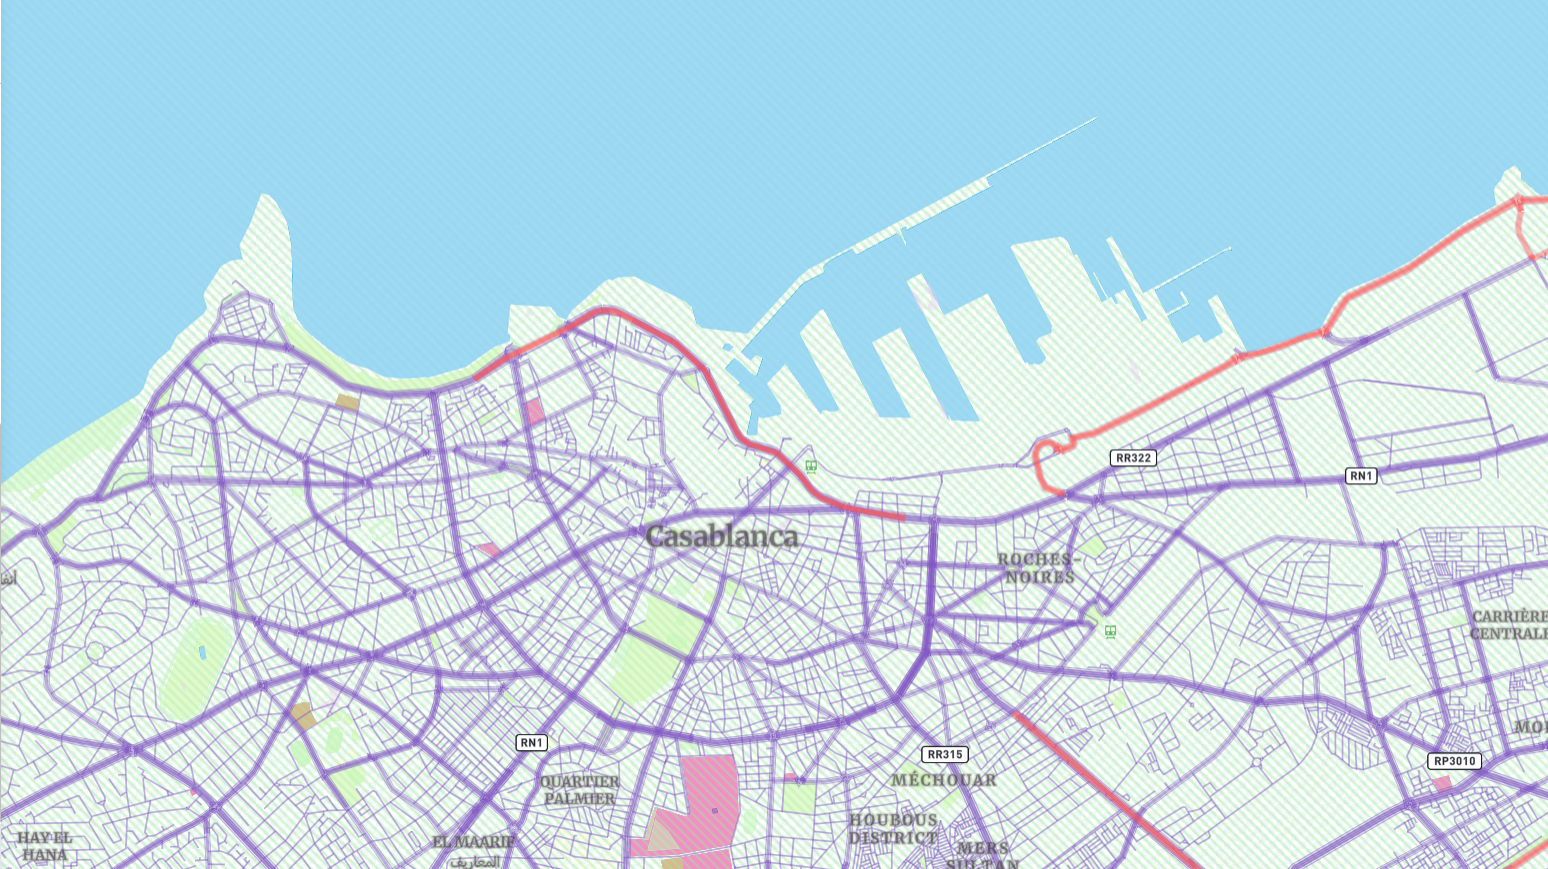 RR322
RN1
Casablanca
ROCHES-
NOIRES
CARRIÈRE
CENTRALE
RN1
RR315
RP3010
QUARTIER
PALMIER
MÉCHOUAR
HOUBOUS
DISTRICT
HAY EL
HANA
EL MAARIF
المعاريف
MERS
SULTAN